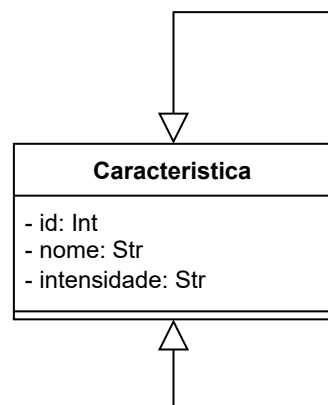 Caracteristica
- id: Int
- nome: Str
- intensidade: Str